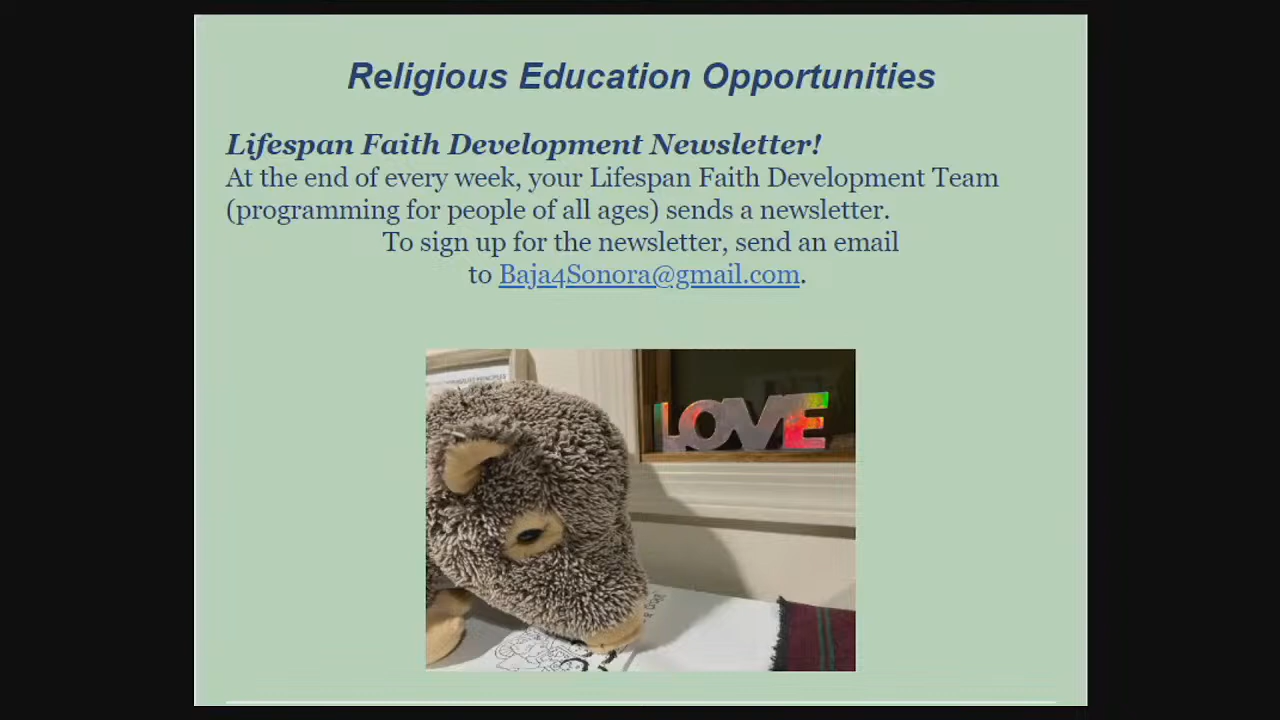 Religious Education Opportunities
Lifespan Faith Development Newsletter!
At the end of every week, your Lifespan Faith Development Team
(programming for people of all ages) sends a newsletter.
To sign up for the newsletter, send an email
to Baja4Sonora@gmail.com.
LOVE